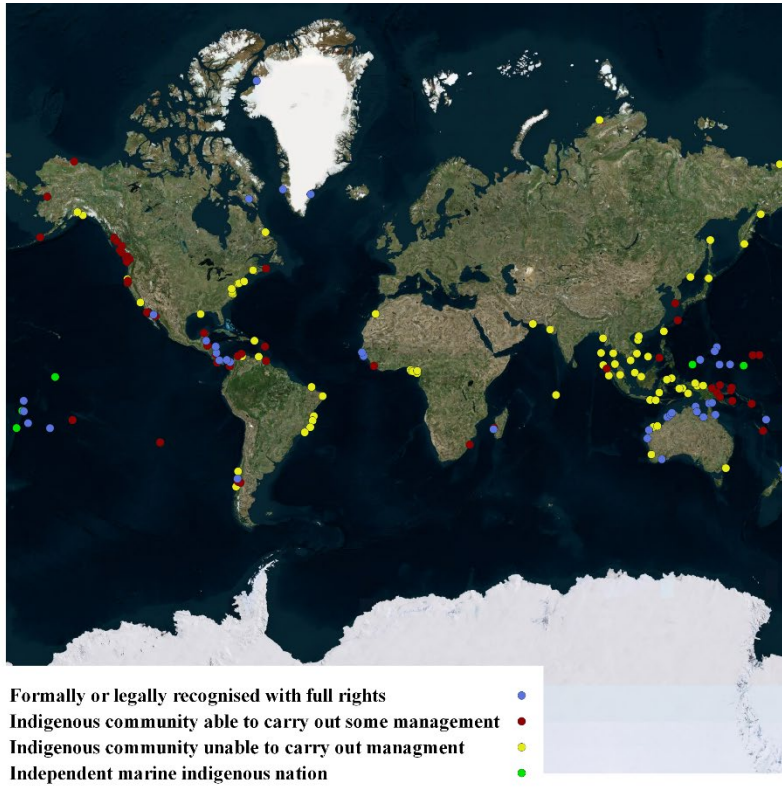 Formally or legally recognised with full rights
Indigenous community able to carry out some management
Indigenous community unable to carry out managment
Independent marine indigenous nation